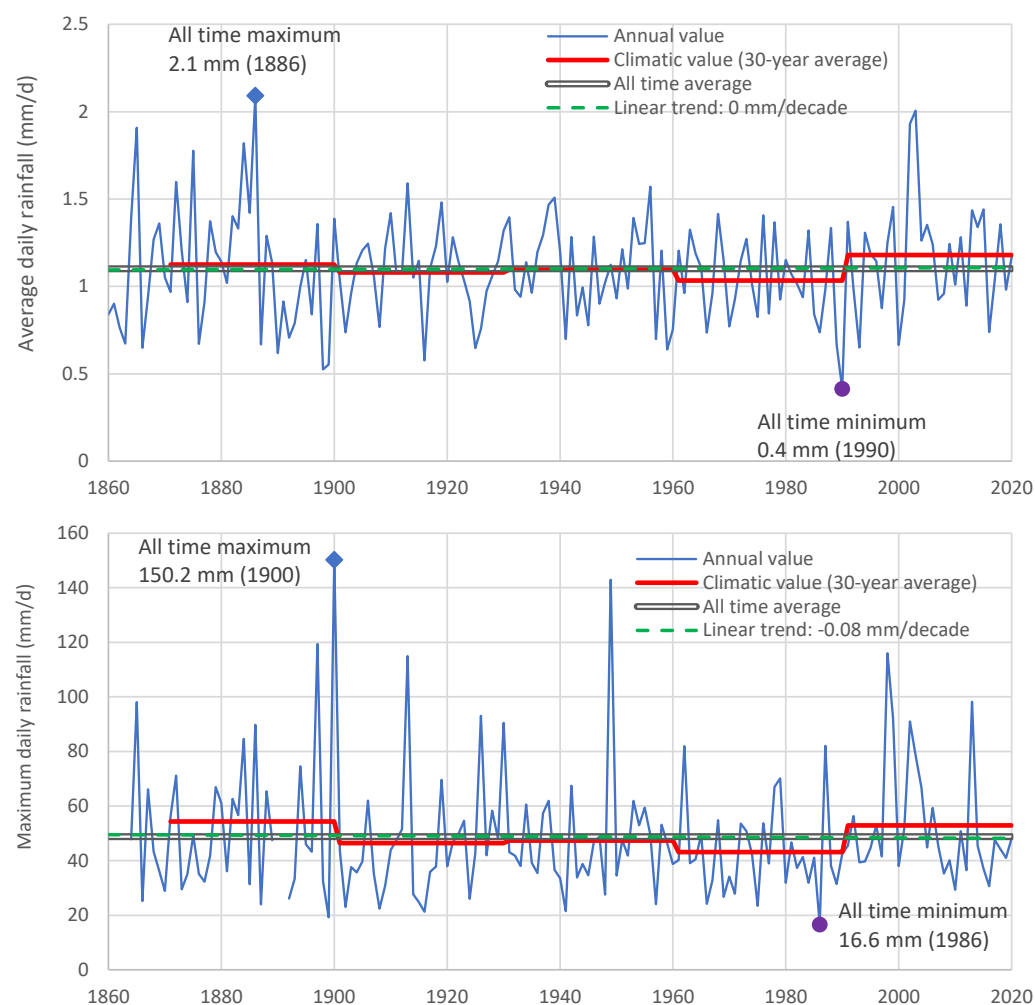 2.5
2
1.5
1
0.5
0
Average daily rainfall (mm/d)
All time maximum
2.1 mm (1886)
Annual value
Climatic value (30-year average)
All time average
Linear trend: 0 mm/decade
All time minimum
0.4 mm (1990)
1860 1880 1900 1920 1940 1960 1980 2000 2020
160
140
120
100
80
60
40
20
0
Maximum daily rainfall (mm/d)
All time maximum
150.2 mm (1900)
Annual value
Climatic value (30-year average)
All time average
Linear trend: -0.08 mm/decade
All time minimum
16.6 mm (1986)
1860 1880 1900 1920 1940 1960 1980 2000 2020